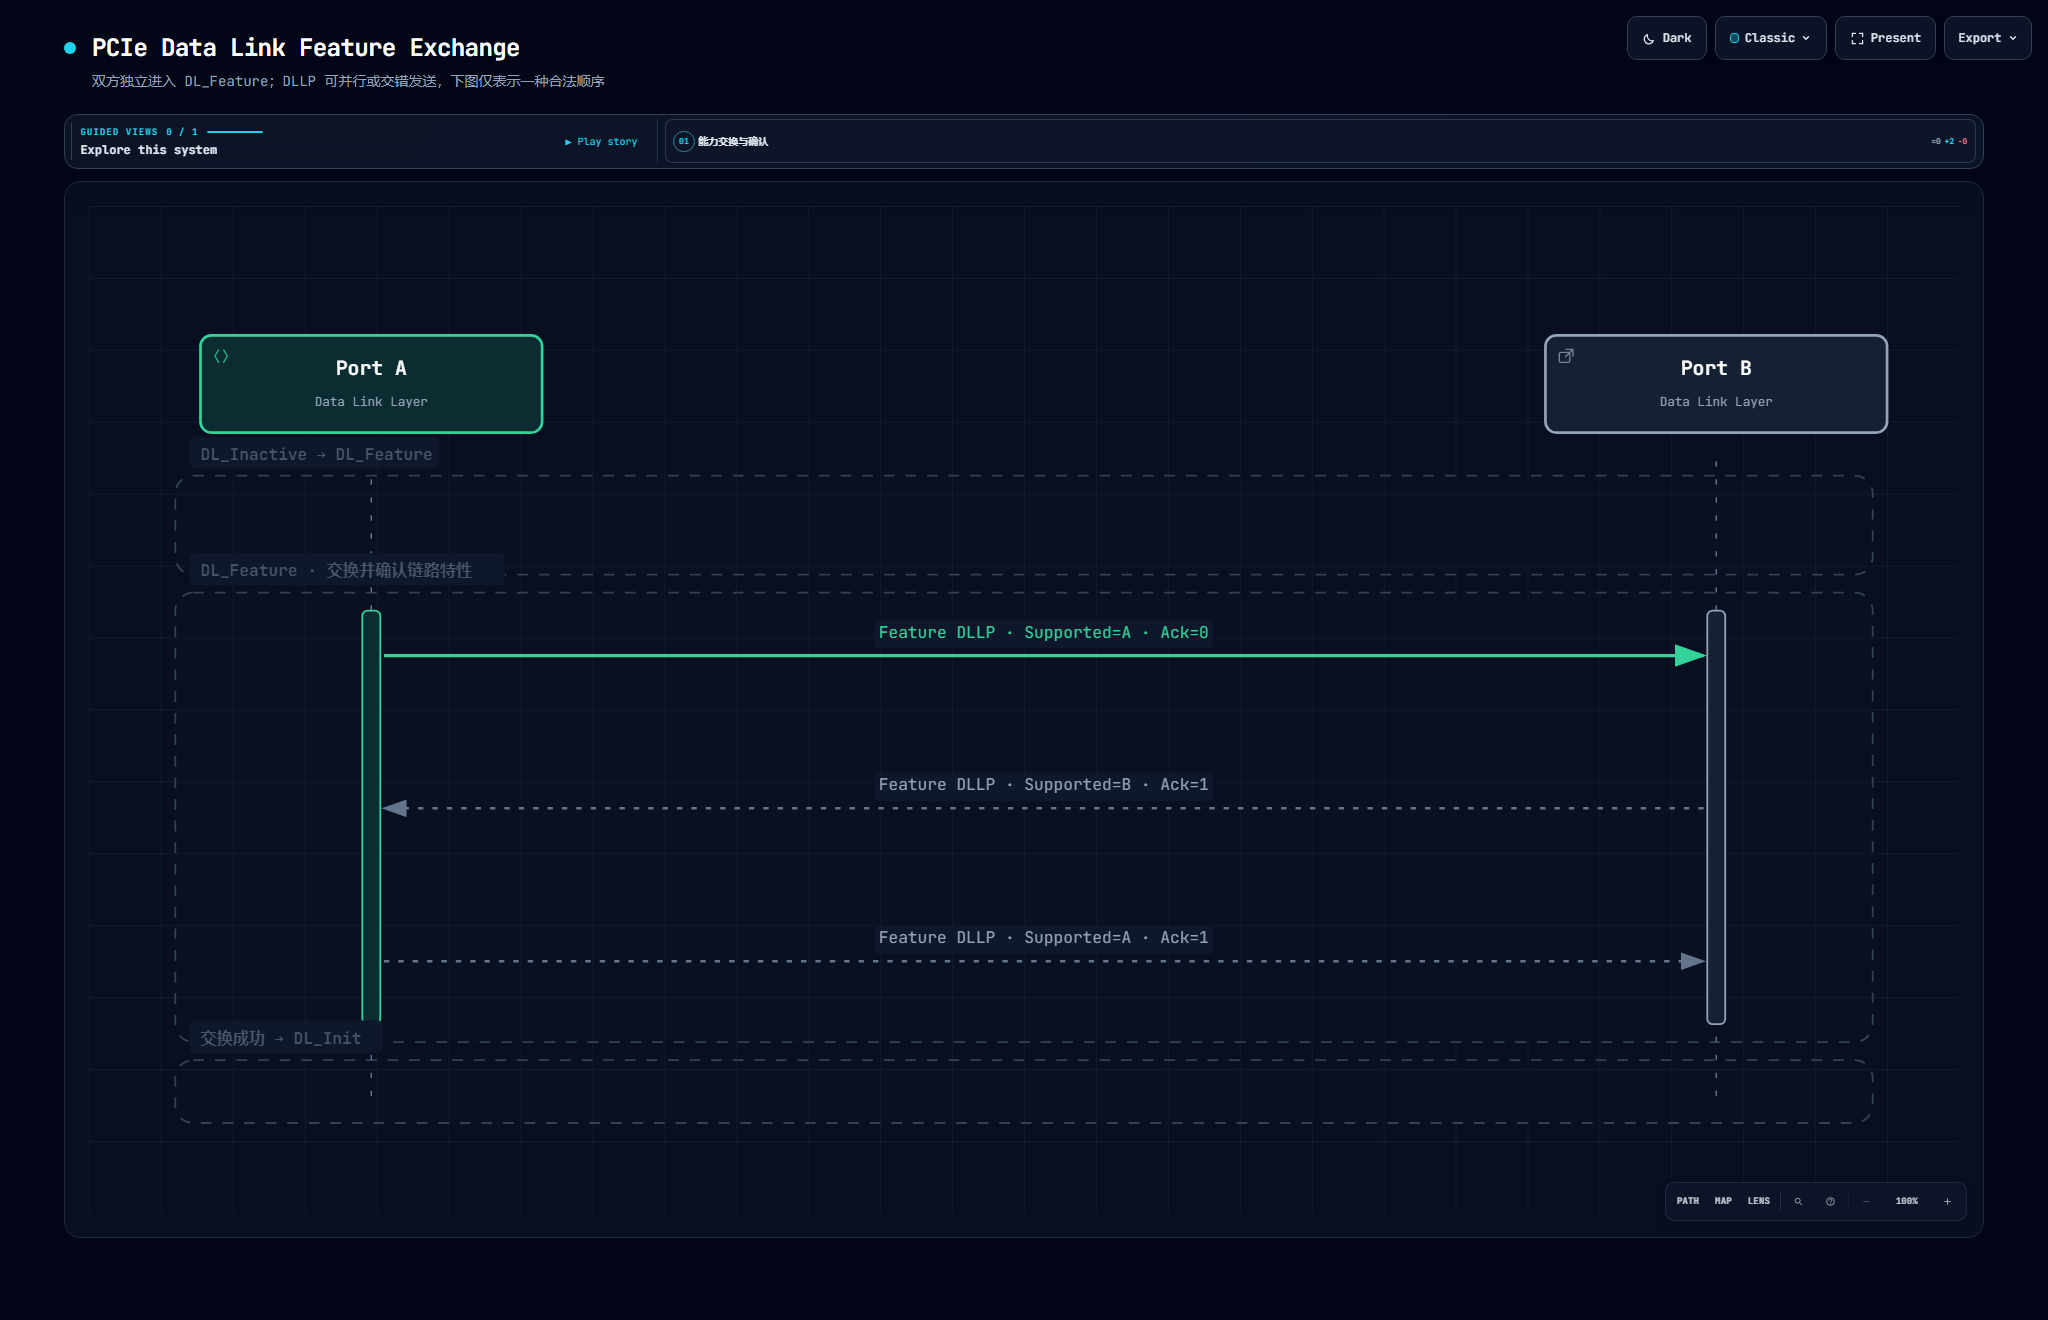 PCIe Data Link Feature Exchange
双方独立进入 DL_Feature；DLLP 可并行或交错发送，下图仅表示一种合法顺序
Dark
Classic
Present
Export
GUIDED VIEWS 0 / 1
Explore this system
▶ Play story
01 能力交换与确认
=0 +2 -0
Port A
Data Link Layer
Port B
Data Link Layer
DL_Inactive → DL_Feature
DL_Feature · 交换并确认链路特性
Feature DLLP · Supported=A · Ack=0
Feature DLLP · Supported=B · Ack=1
Feature DLLP · Supported=A · Ack=1
交换成功 → DL_Init
PATH MAP LENS − 100% +